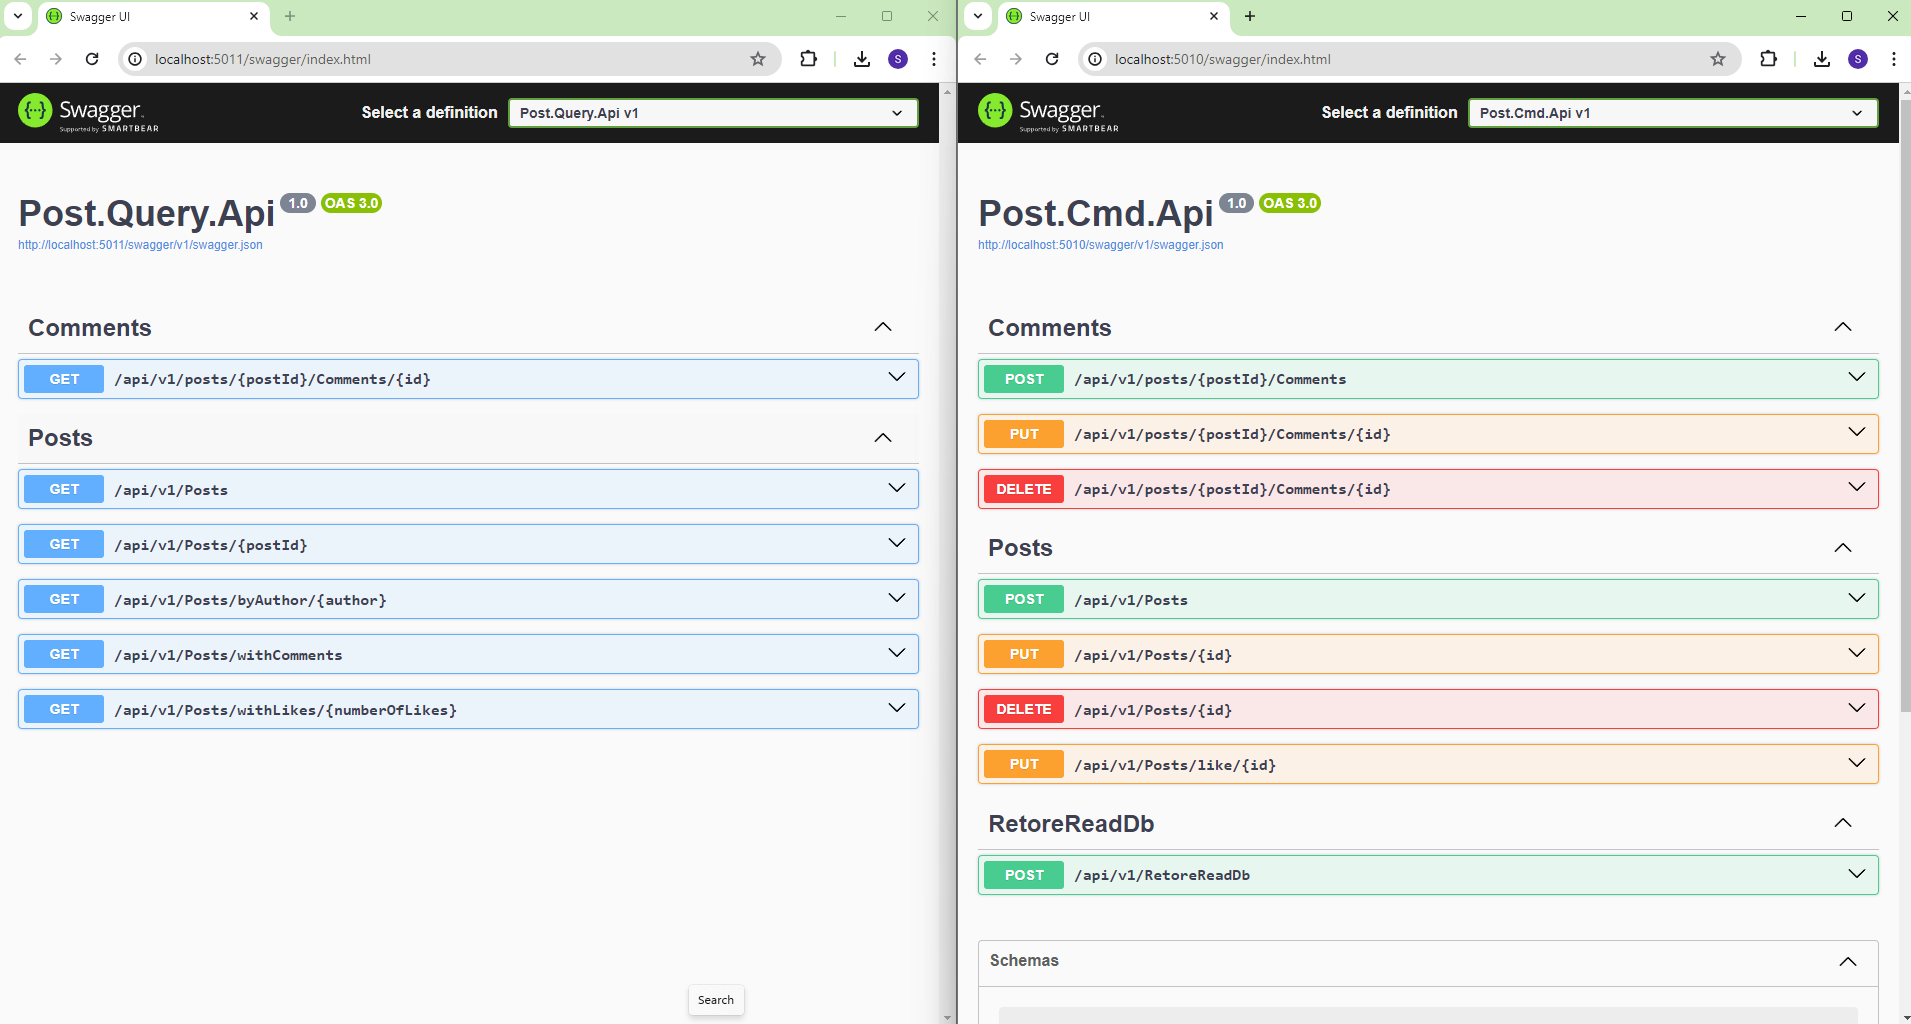 Swagger UI
localhost:5011/swagger/index.html
S
{···} Swagger.
Supported by SMARTBEAR
Select a definition
Post.Query.Api v1
Post.Query.Api 1.0 OAS 3.0
http://localhost:5011/swagger/v1/swagger.json
Comments
GET /api/v1/posts/{postId}/Comments/{id}
Posts
GET /api/v1/Posts
GET /api/v1/Posts/{postId}
GET /api/v1/Posts/byAuthor/{author}
GET /api/v1/Posts/withComments
GET /api/v1/Posts/withLikes/{numberOfLikes}
Search
Swagger UI
localhost:5010/swagger/index.html
S
{···} Swagger.
Supported by SMARTBEAR
Select a definition
Post.Cmd.Api v1
Post.Cmd.Api 1.0 OAS 3.0
http://localhost:5010/swagger/v1/swagger.json
Comments
POST /api/v1/posts/{postId}/Comments
PUT /api/v1/posts/{postId}/Comments/{id}
DELETE /api/v1/posts/{postId}/Comments/{id}
Posts
POST /api/v1/Posts
PUT /api/v1/Posts/{id}
DELETE /api/v1/Posts/{id}
PUT /api/v1/Posts/like/{id}
RetoreReadDb
POST /api/v1/RetoreReadDb
Schemas